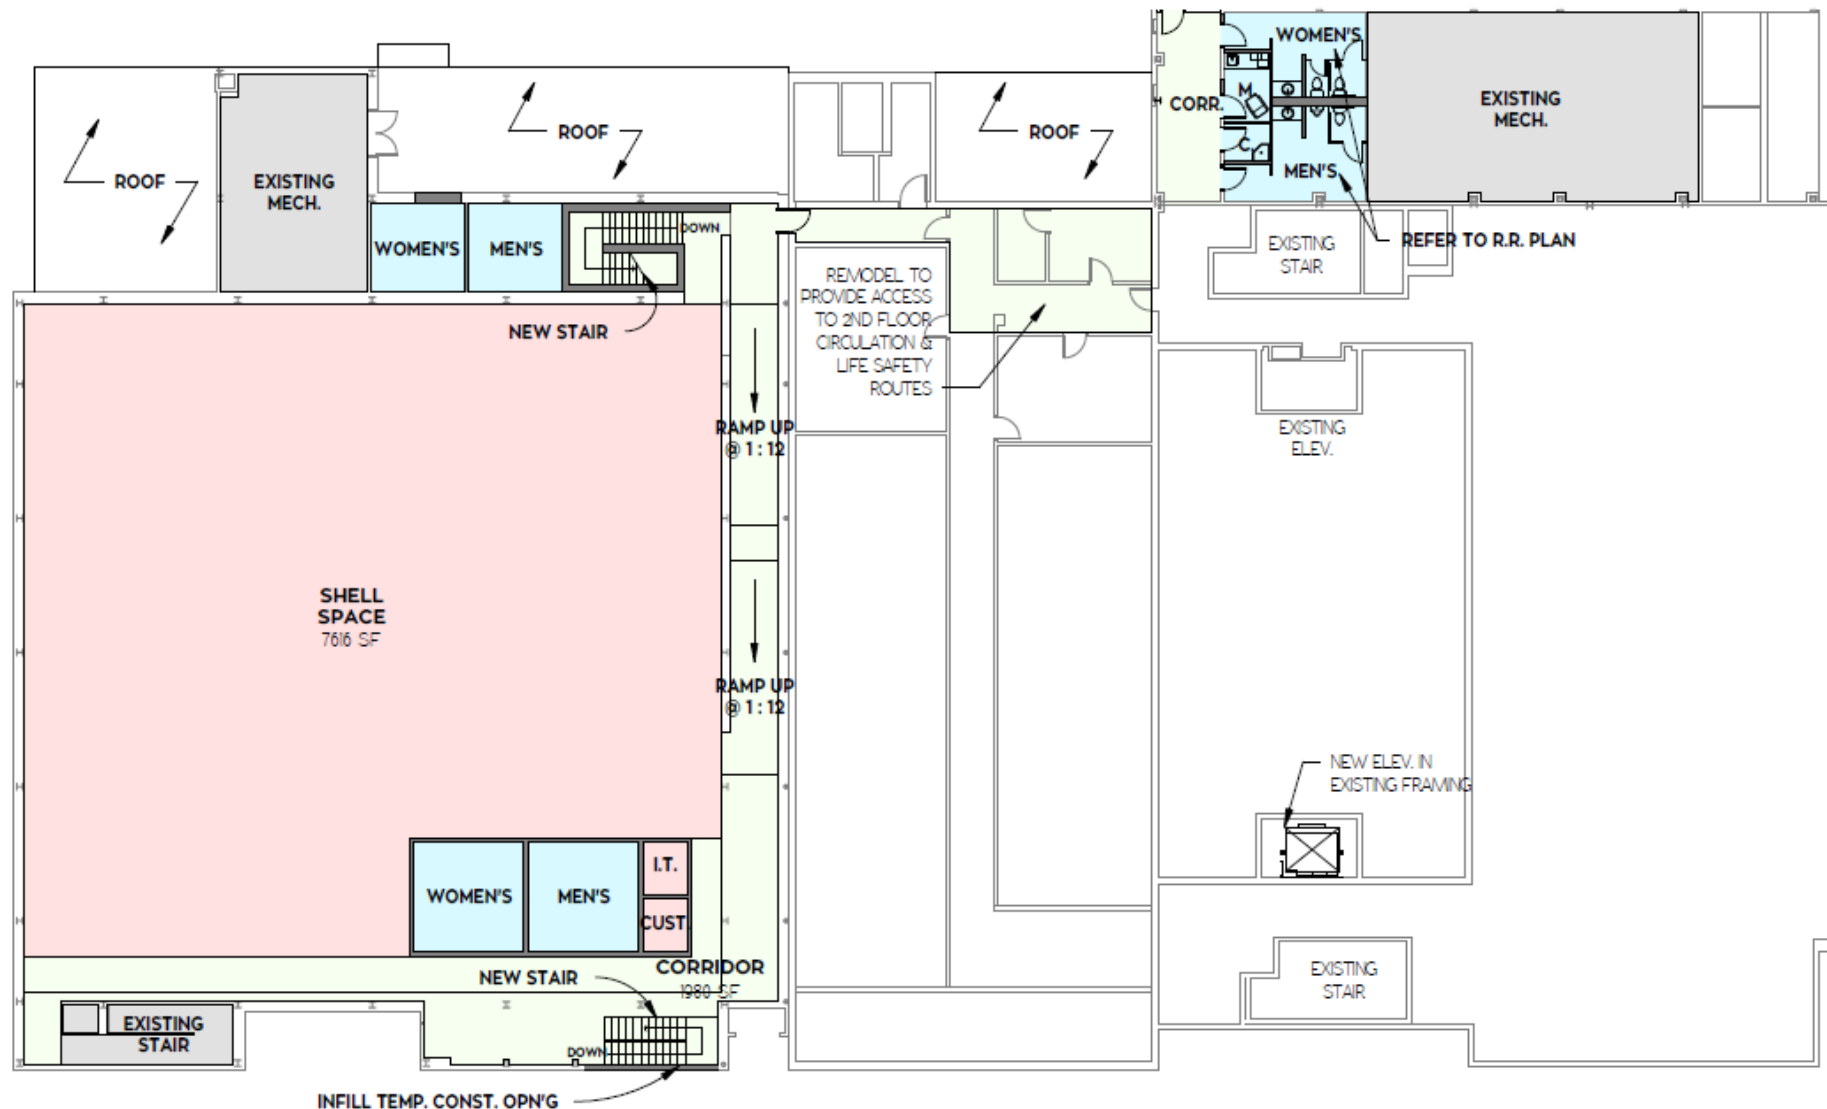 WOMEN'S
EXISTING
MECH.
M.
CORR.
C.
MEN'S
ROOF
ROOF
ROOF
EXISTING
MECH.
WOMEN'S
MEN'S
DOWN
REFER TO R.R. PLAN
EXISTING
STAIR
REMODEL TO
PROVIDE ACCESS
TO 2ND FLOOR
CIRCULATION &
LIFE SAFETY
ROUTES
NEW STAIR
RAMP UP
@ 1 : 12
EXISTING
ELEV.
SHELL
SPACE
7616 SF
RAMP UP
@ 1 : 12
NEW ELEV. IN
EXISTING FRAMING
WOMEN'S
MEN'S
I.T.
CUST.
NEW STAIR
CORRIDOR
1980 SF
EXISTING
STAIR
EXISTING
STAIR
DOWN
INFILL TEMP. CONST. OPN'G